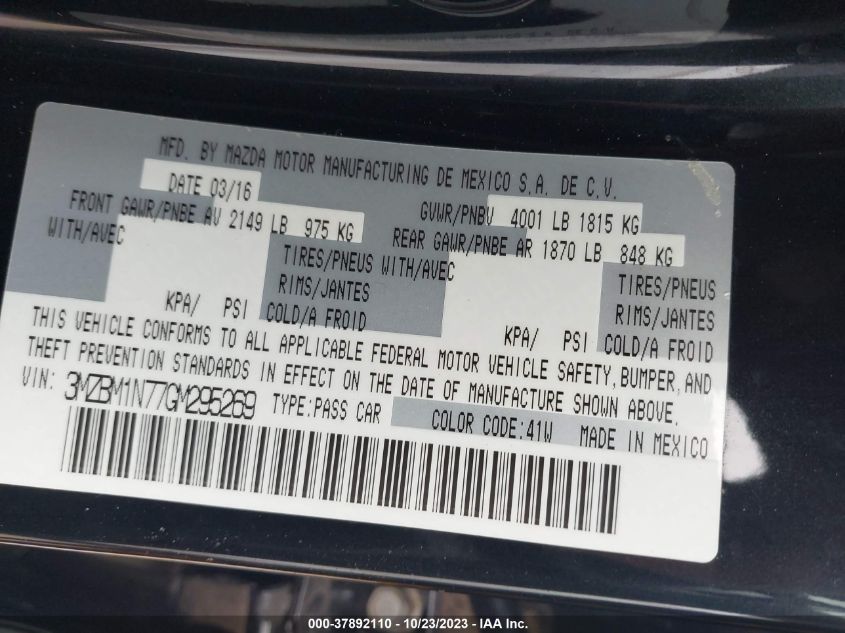 MFD. BY MAZDA MOTOR MANUFACTURING DE MEXICO S.A. DE C.V.
DATE 03/16 GVWR/PNBV 4001 LB 1815 KG
FRONT GAWR/PNBE AV 2149 LB 975 KG REAR GAWR/PNBE AR 1870 LB 848 KG
WITH/AVEC TIRES/PNEUS WITH/AVEC TIRES/PNEUS
RIMS/JANTES RIMS/JANTES
KPA/ PSI COLD/A FROID KPA/ PSI COLD/A FROID
THIS VEHICLE CONFORMS TO ALL APPLICABLE FEDERAL MOTOR VEHICLE SAFETY, BUMPER, AND
THEFT PREVENTION STANDARDS IN EFFECT ON THE DATE OF MANUFACTURE SHOWN ABOVE.
VIN: 3MZBM1N77GM295269 TYPE:PASS CAR COLOR CODE:41W MADE IN MEXICO
000-37892110 - 10/23/2023 - IAA Inc.